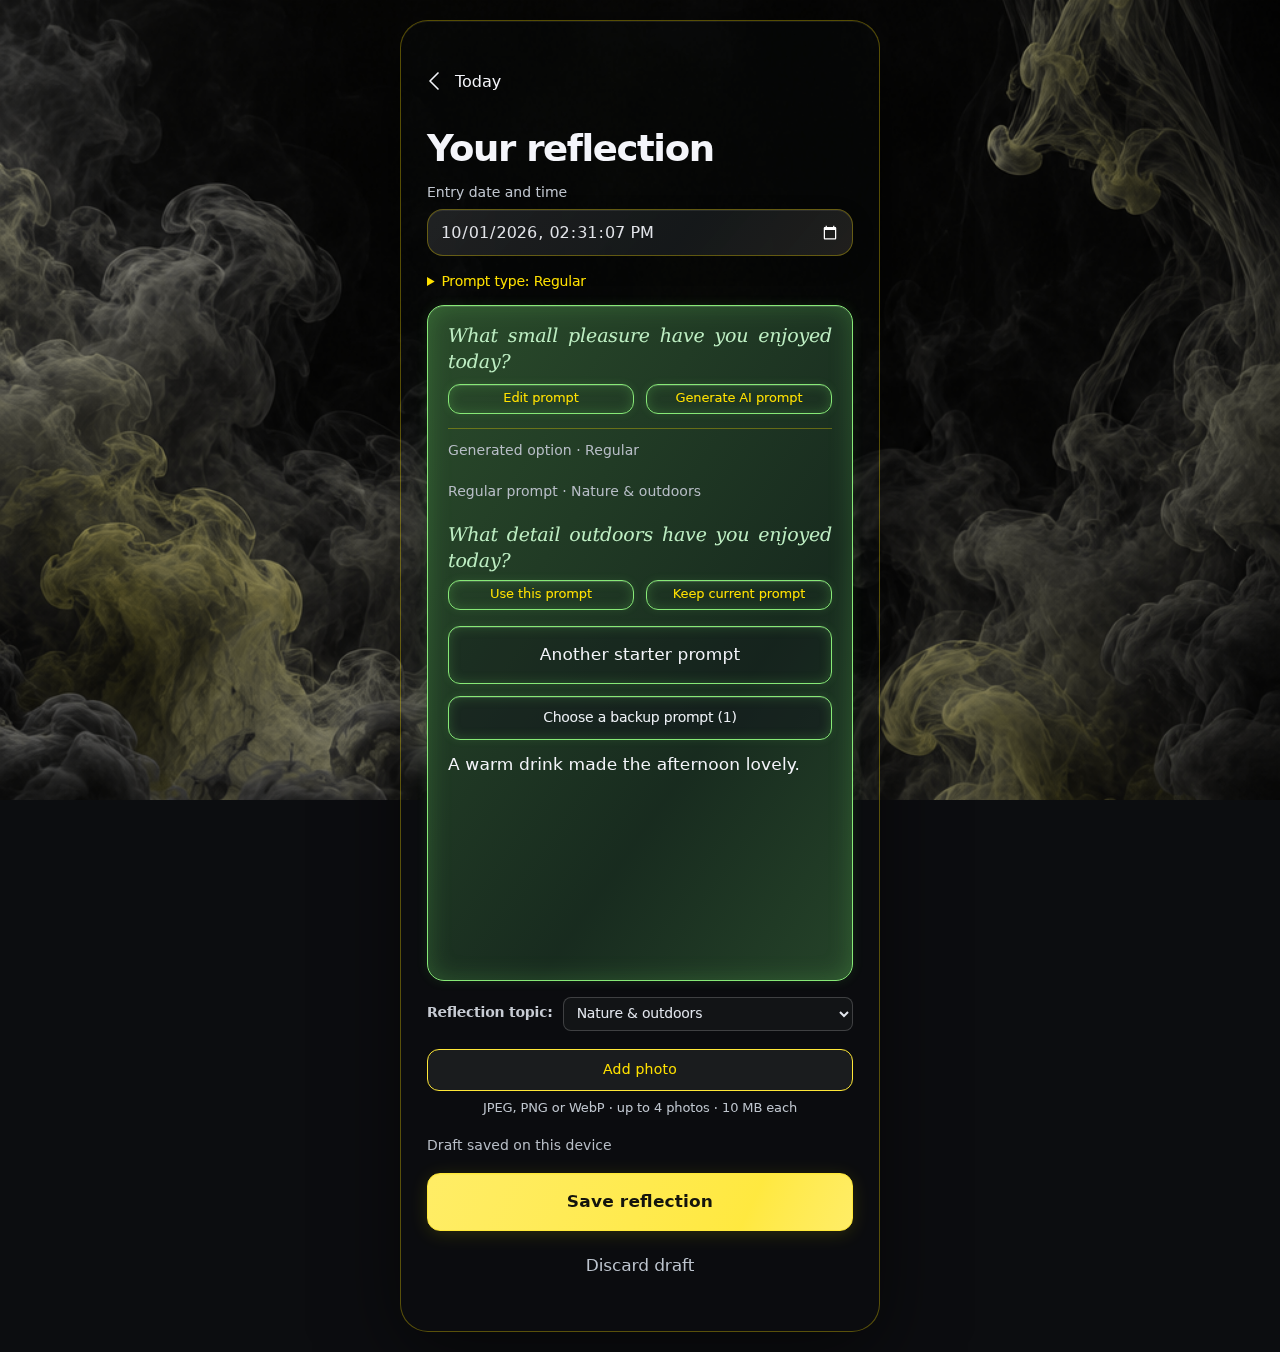 Today
Your reflection
Entry date and time
10/01/2026, 02:31:07 PM
Prompt type: Regular
What small pleasure have you enjoyed
today?
Edit prompt
Generate AI prompt
Generated option · Regular
Regular prompt · Nature & outdoors
What detail outdoors have you enjoyed
today?
Use this prompt
Keep current prompt
Another starter prompt
Choose a backup prompt (1)
A warm drink made the afternoon lovely.
Reflection topic:
Nature & outdoors
Add photo
JPEG, PNG or WebP · up to 4 photos · 10 MB each
Draft saved on this device
Save reflection
Discard draft